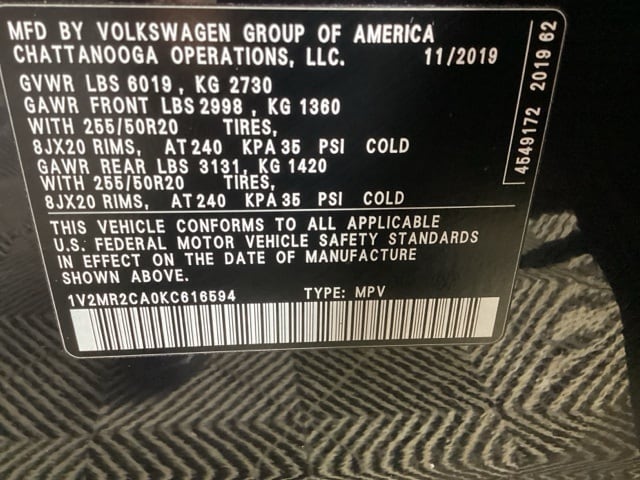 MFD BY VOLKSWAGEN GROUP OF AMERICA
CHATTANOOGA OPERATIONS, LLC. 11/2019
GVWR LBS 6019 , KG 2730
GAWR FRONT LBS 2998 , KG 1360
WITH 255/50R20 TIRES,
8JX20 RIMS, AT 240 KPA 35 PSI COLD
GAWR REAR LBS 3131, KG 1420
WITH 255/50R20 TIRES,
8JX20 RIMS, AT 240 KPA 35 PSI COLD
THIS VEHICLE CONFORMS TO ALL APPLICABLE
U.S. FEDERAL MOTOR VEHICLE SAFETY STANDARDS
IN EFFECT ON THE DATE OF MANUFACTURE
SHOWN ABOVE.
1V2MR2CA0KC616594 TYPE: MPV
4549172 2019 62